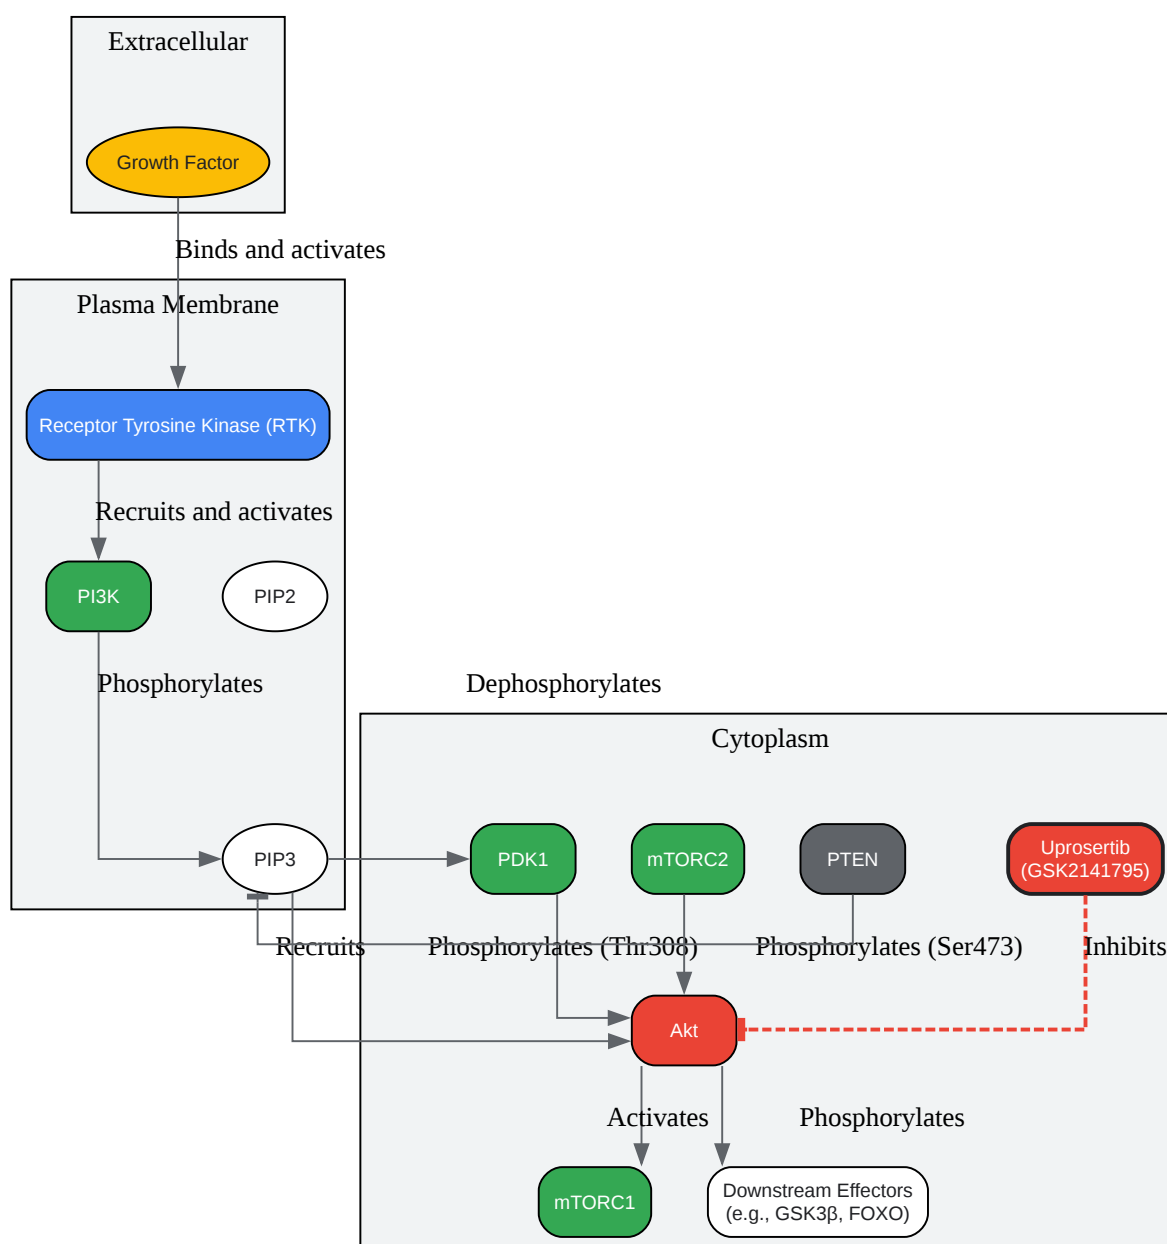 Extracellular
Growth Factor
Binds and activates
Plasma Membrane
Receptor Tyrosine Kinase (RTK)
Recruits and activates
PI3K
PIP2
Phosphorylates
Dephosphorylates
Cytoplasm
PIP3
PDK1
mTORC2
PTEN
Uprosertib
(GSK2141795)
Recruits
Phosphorylates (Thr308)
Phosphorylates (Ser473)
Inhibits
Akt
Activates
Phosphorylates
mTORC1
Downstream Effectors
(e.g., GSK3β, FOXO)